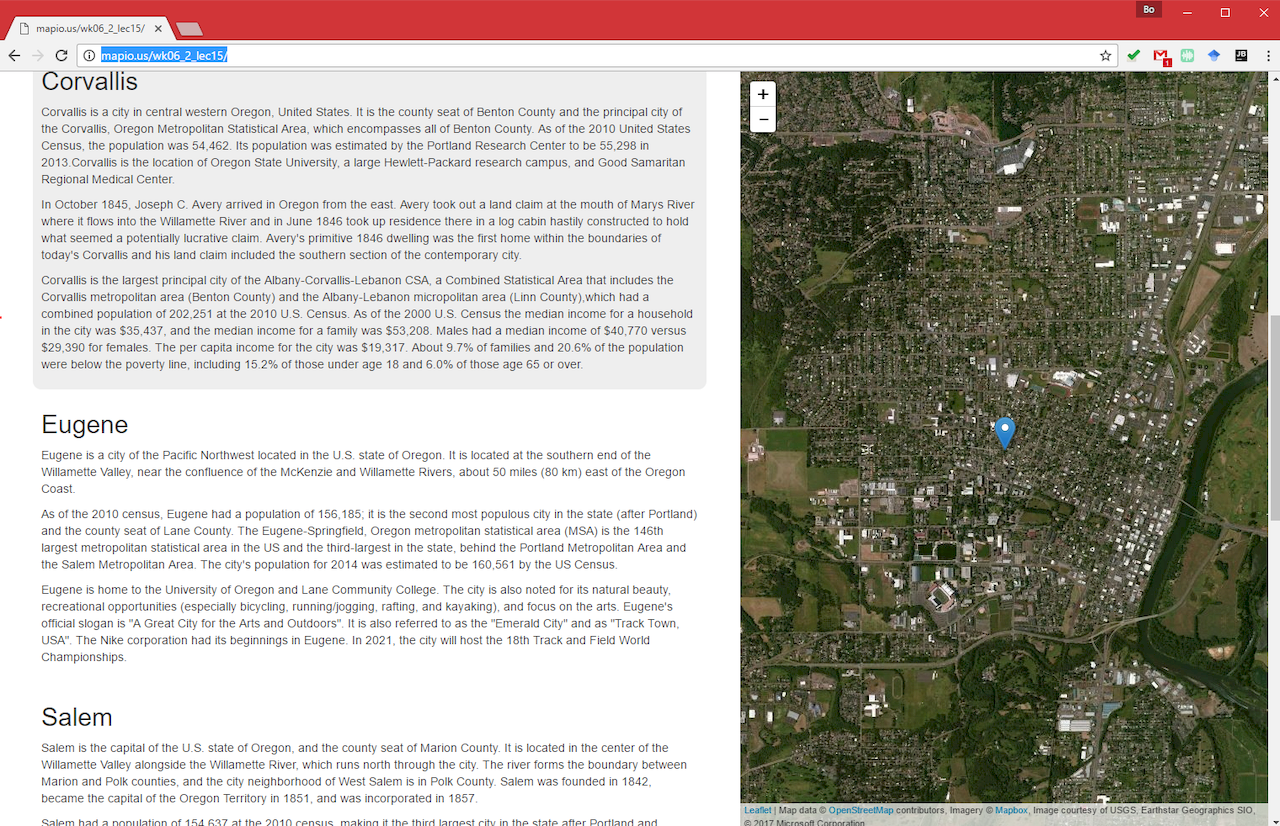 Bo
mapio.us/wk06_2_lec15/
mapio.us/wk06_2_lec15/
1
JB
Corvallis
Corvallis is a city in central western Oregon, United States. It is the county seat of Benton County and the principal city of
the Corvallis, Oregon Metropolitan Statistical Area, which encompasses all of Benton County. As of the 2010 United States
Census, the population was 54,462. Its population was estimated by the Portland Research Center to be 55,298 in
2013.Corvallis is the location of Oregon State University, a large Hewlett-Packard research campus, and Good Samaritan
Regional Medical Center.
In October 1845, Joseph C. Avery arrived in Oregon from the east. Avery took out a land claim at the mouth of Marys River
where it flows into the Willamette River and in June 1846 took up residence there in a log cabin hastily constructed to hold
what seemed a potentially lucrative claim. Avery's primitive 1846 dwelling was the first home within the boundaries of
today's Corvallis and his land claim included the southern section of the contemporary city.
Corvallis is the largest principal city of the Albany-Corvallis-Lebanon CSA, a Combined Statistical Area that includes the
Corvallis metropolitan area (Benton County) and the Albany-Lebanon micropolitan area (Linn County),which had a
combined population of 202,251 at the 2010 U.S. Census. As of the 2000 U.S. Census the median income for a household
in the city was $35,437, and the median income for a family was $53,208. Males had a median income of $40,770 versus
$29,390 for females. The per capita income for the city was $19,317. About 9.7% of families and 20.6% of the population
were below the poverty line, including 15.2% of those under age 18 and 6.0% of those age 65 or over.
Eugene
Eugene is a city of the Pacific Northwest located in the U.S. state of Oregon. It is located at the southern end of the
Willamette Valley, near the confluence of the McKenzie and Willamette Rivers, about 50 miles (80 km) east of the Oregon
Coast.
As of the 2010 census, Eugene had a population of 156,185; it is the second most populous city in the state (after Portland)
and the county seat of Lane County. The Eugene-Springfield, Oregon metropolitan statistical area (MSA) is the 146th
largest metropolitan statistical area in the US and the third-largest in the state, behind the Portland Metropolitan Area and
the Salem Metropolitan Area. The city's population for 2014 was estimated to be 160,561 by the US Census.
Eugene is home to the University of Oregon and Lane Community College. The city is also noted for its natural beauty,
recreational opportunities (especially bicycling, running/jogging, rafting, and kayaking), and focus on the arts. Eugene's
official slogan is "A Great City for the Arts and Outdoors". It is also referred to as the "Emerald City" and as "Track Town,
USA". The Nike corporation had its beginnings in Eugene. In 2021, the city will host the 18th Track and Field World
Championships.
Salem
Salem is the capital of the U.S. state of Oregon, and the county seat of Marion County. It is located in the center of the
Willamette Valley alongside the Willamette River, which runs north through the city. The river forms the boundary between
Marion and Polk counties, and the city neighborhood of West Salem is in Polk County. Salem was founded in 1842,
became the capital of the Oregon Territory in 1851, and was incorporated in 1857.
Salem had a population of 154,637 at the 2010 census, making it the third largest city in the state after Portland and
+
−
Leaflet | Map data © OpenStreetMap contributors, Imagery © Mapbox, Image courtesy of USGS, Earthstar Geographics SIO,
© 2017 Microsoft Corporation